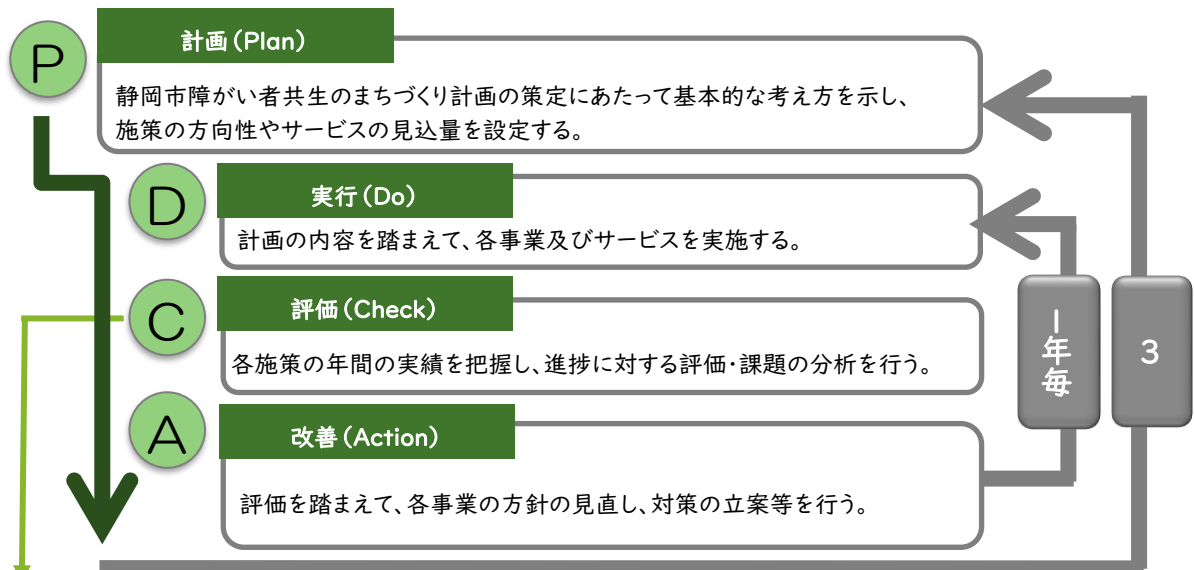 P
計画(Plan)
静岡市障がい者共生のまちづくり計画の策定にあたって基本的な考え方を示し、
施策の方向性やサービスの見込量を設定する。
D
実行(Do)
計画の内容を踏まえて、各事業及びサービスを実施する。
C
評価(Check)
各施策の年間の実績を把握し、進捗に対する評価・課題の分析を行う。
A
改善(Action)
評価を踏まえて、各事業の方針の見直し、対策の立案等を行う。
1年毎
3